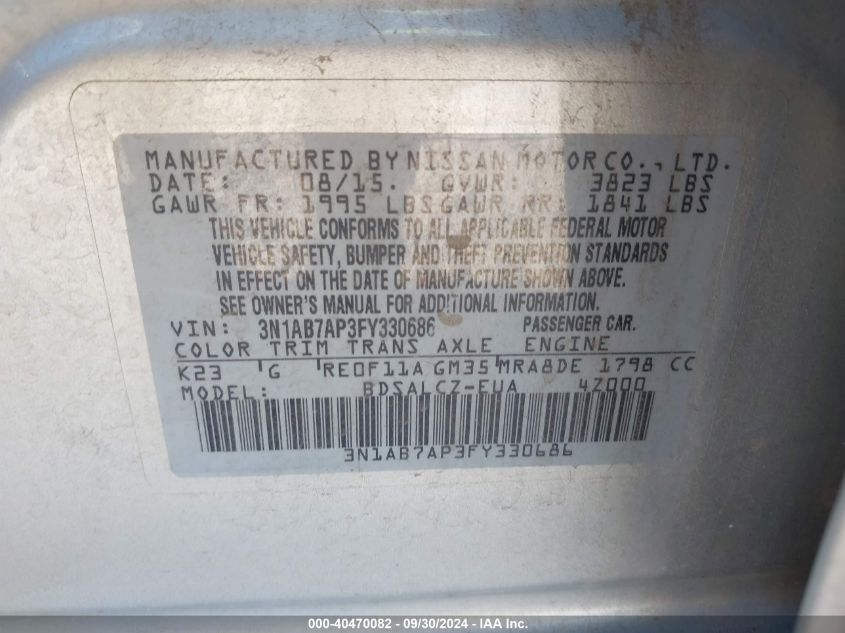 MANUFACTURED BY NISSAN MOTOR CO., LTD.
DATE: 08/15. GVWR: 3823 LBS
GAWR FR: 1995 LBS GAWR RR: 1841 LBS
THIS VEHICLE CONFORMS TO ALL APPLICABLE FEDERAL MOTOR
VEHICLE SAFETY, BUMPER AND THEFT PREVENTION STANDARDS
IN EFFECT ON THE DATE OF MANUFACTURE SHOWN ABOVE.
SEE OWNER'S MANUAL FOR ADDITIONAL INFORMATION.
VIN: 3N1AB7AP3FY330686 PASSENGER CAR.
COLOR TRIM TRANS AXLE ENGINE
K23 G RE0F11A GM35 MRA8DE 1798 CC
MODEL: BDSALCZ-EUA 4Z000
3N1AB7AP3FY330686
000-40470082 - 09/30/2024 - IAA Inc.